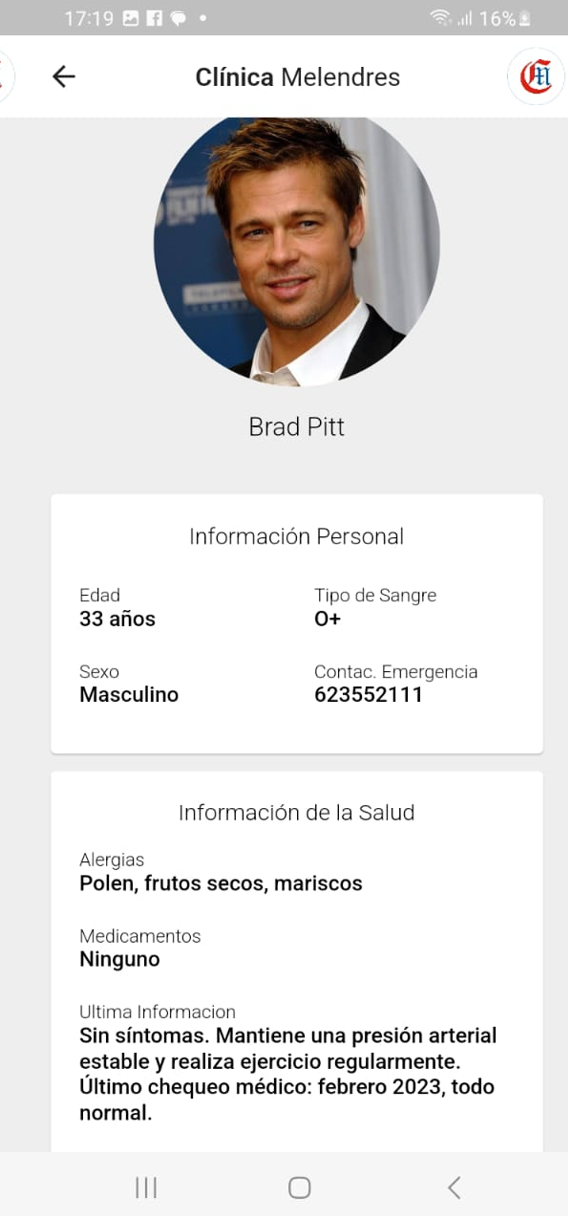 17:19
16%
Clínica Melendres
Brad Pitt
Información Personal
Edad
33 años
Tipo de Sangre
O+
Sexo
Masculino
Contac. Emergencia
623552111
Información de la Salud
Alergias
Polen, frutos secos, mariscos
Medicamentos
Ninguno
Ultima Informacion
Sin síntomas. Mantiene una presión arterial
estable y realiza ejercicio regularmente.
Último chequeo médico: febrero 2023, todo
normal.